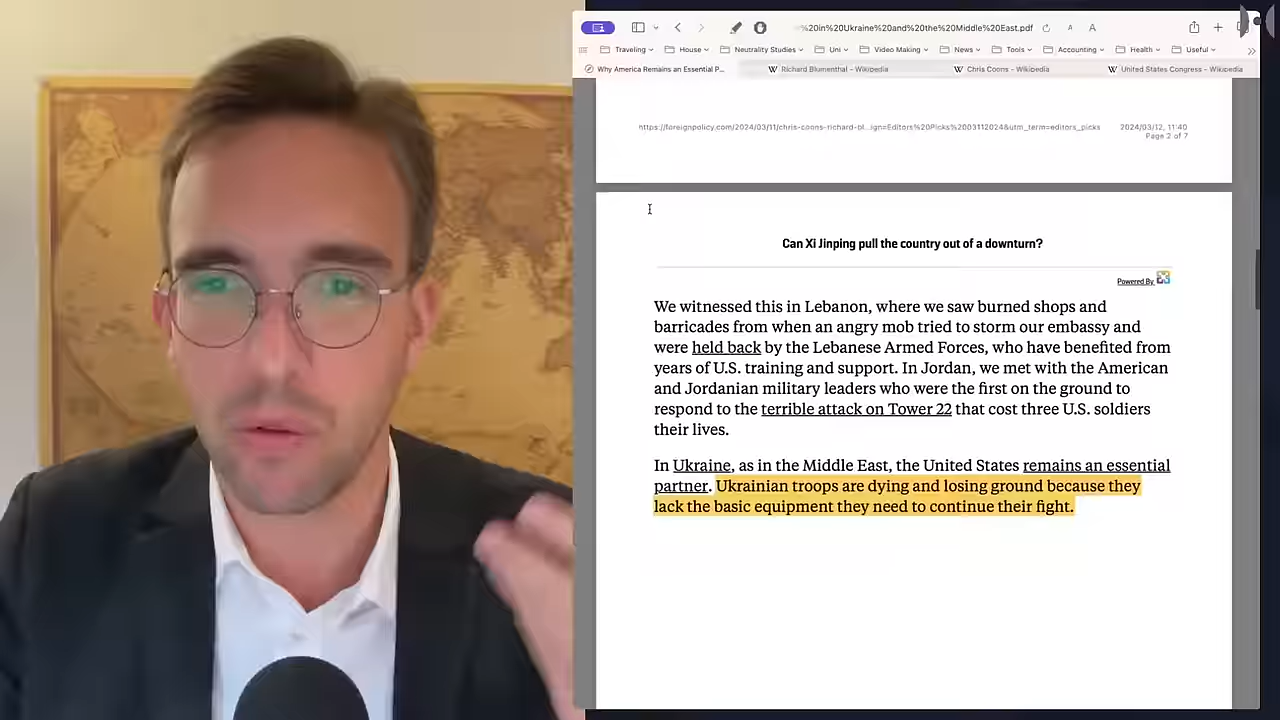 %20in%20Ukraine%20and%20the%20Middle%20East.pdf
A A
Traveling House Neutrality Studies Uni Video Making News Tools Accounting Health Useful
Why America Remains an Essential P... Richard Blumenthal – Wikipedia Chris Coons – Wikipedia United States Congress – Wikipedia
https://foreignpolicy.com/2024/03/11/chris-coons-richard-bl...ign=Editors%20Picks%2003112024&utm_term=editors_picks 2024/03/12, 11:40
Page 2 of 7
Can Xi Jinping pull the country out of a downturn?
Powered By
We witnessed this in Lebanon, where we saw burned shops and
barricades from when an angry mob tried to storm our embassy and
were held back by the Lebanese Armed Forces, who have benefited from
years of U.S. training and support. In Jordan, we met with the American
and Jordanian military leaders who were the first on the ground to
respond to the terrible attack on Tower 22 that cost three U.S. soldiers
their lives.
In Ukraine, as in the Middle East, the United States remains an essential
partner. Ukrainian troops are dying and losing ground because they
lack the basic equipment they need to continue their fight.